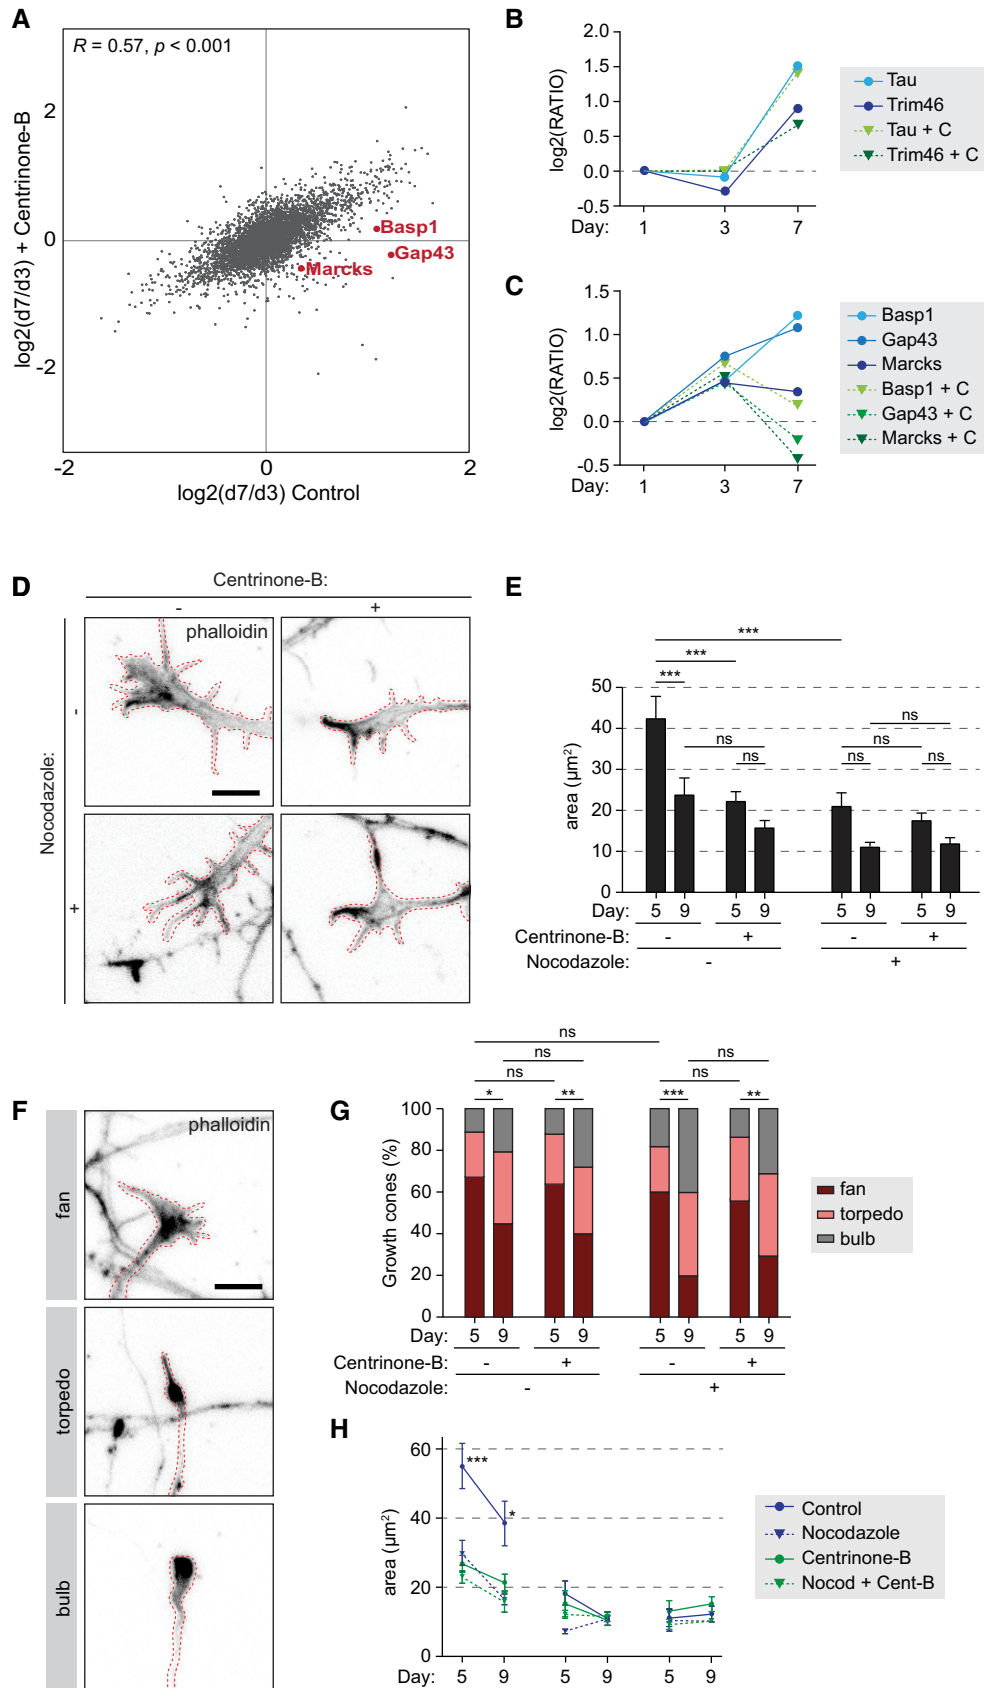 A
R = 0.57, p < 0.001
log2(d7/d3) + Centrinone-B
2
0
-2
Basp1
Gap43
Marcks
-2
0
2
log2(d7/d3) Control
B
log2(RATIO)
2.0
1.5
1.0
0.5
0.0
-0.5
Day:
1
3
7
Tau
Trim46
Tau + C
Trim46 + C
C
log2(RATIO)
1.5
1.0
0.5
0.0
-0.5
Day:
1
3
7
Basp1
Gap43
Marcks
Basp1 + C
Gap43 + C
Marcks + C
D
Centrinone-B:
-
+
Nocodazole:
-
+
phalloidin
E
***
***
***
ns
ns
ns
ns
ns
ns
ns
area (µm²)
50
40
30
20
10
0
Day:
5
9
5
9
5
9
5
9
Centrinone-B:
-
+
-
+
Nocodazole:
-
+
F
fan
phalloidin
torpedo
bulb
G
ns
ns
ns
ns
ns
*
**
***
**
Growth cones (%)
100
80
60
40
20
0
Day:
5
9
5
9
5
9
5
9
Centrinone-B:
-
+
-
+
Nocodazole:
-
+
fan
torpedo
bulb
H
area (µm²)
60
40
20
0
***
*
Day:
5
9
5
9
5
9
Control
Nocodazole
Centrinone-B
Nocod + Cent-B